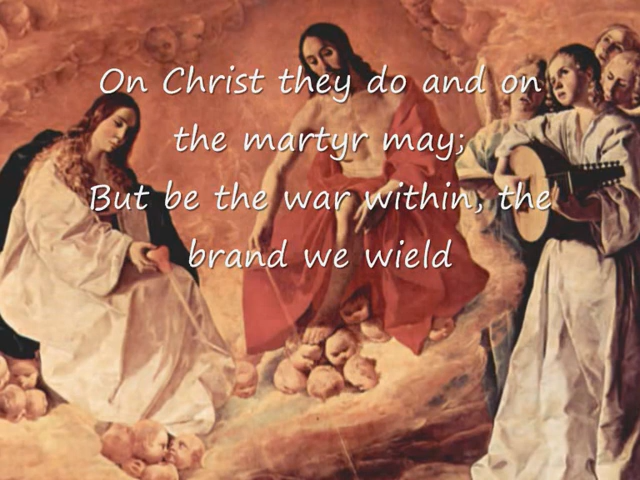 On Christ they do and on
the martyr may;
But be the war within, the
brand we wield